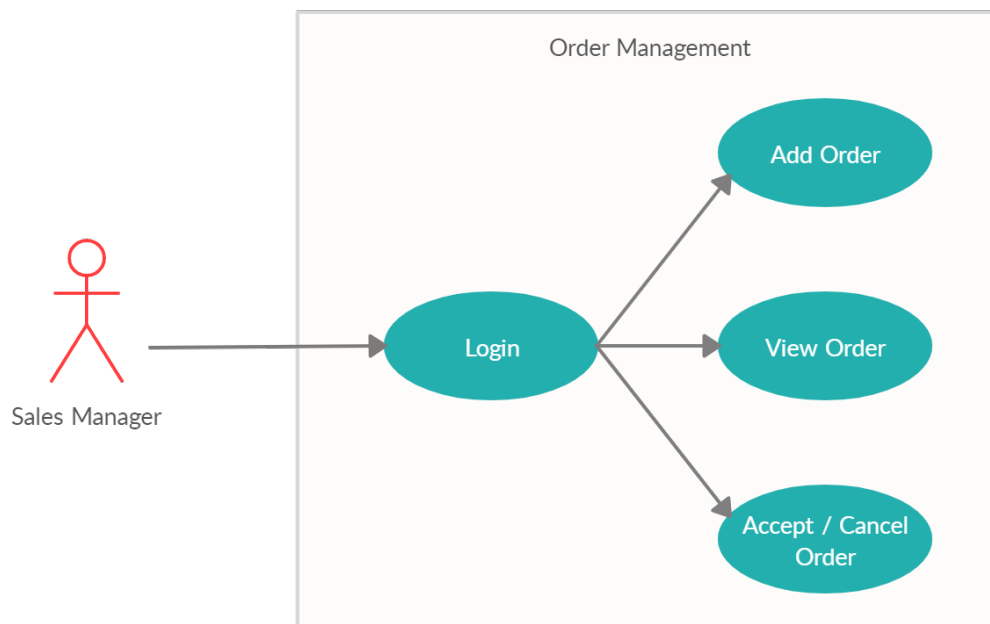 Order Management
Add Order
Login
View Order
Sales Manager
Accept / Cancel
Order